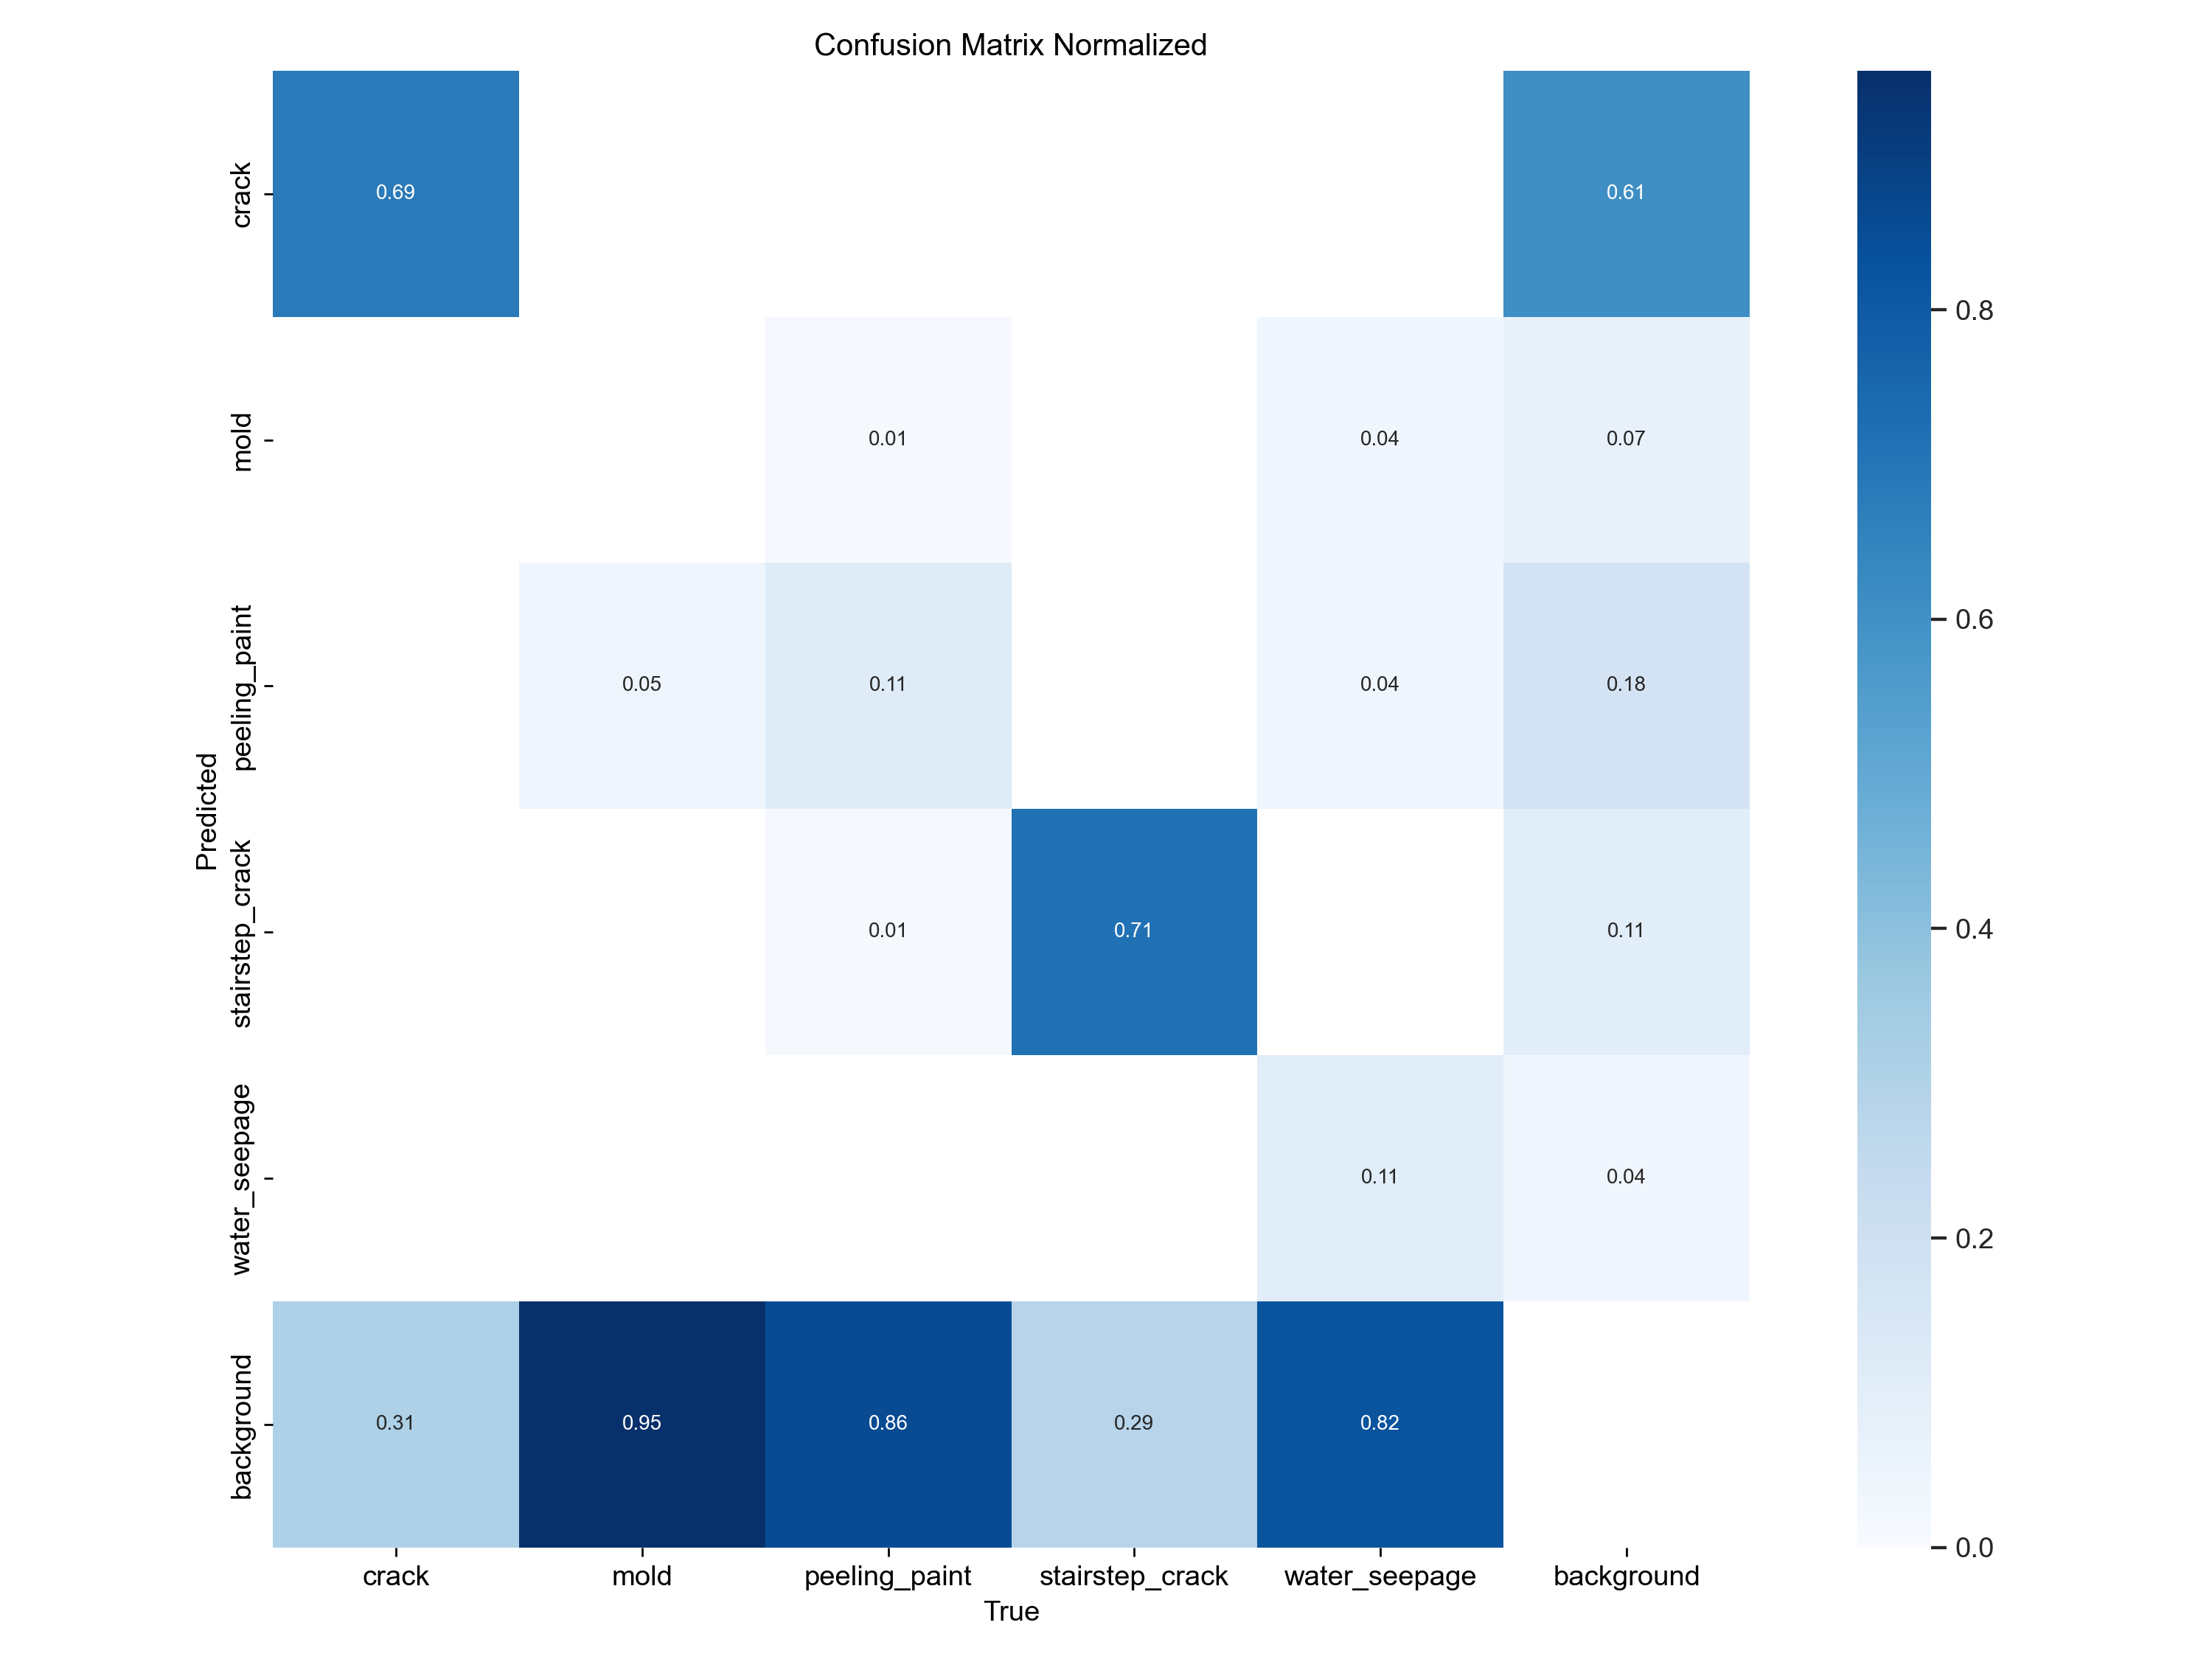 Confusion Matrix Normalized
Predicted
crack
0.69
0.61
mold
0.01
0.04
0.07
peeling_paint
0.05
0.11
0.04
0.18
stairstep_crack
0.01
0.71
0.11
water_seepage
0.11
0.04
background
0.31
0.95
0.86
0.29
0.82
crack
mold
peeling_paint
stairstep_crack
water_seepage
background
True
0.8
0.6
0.4
0.2
0.0